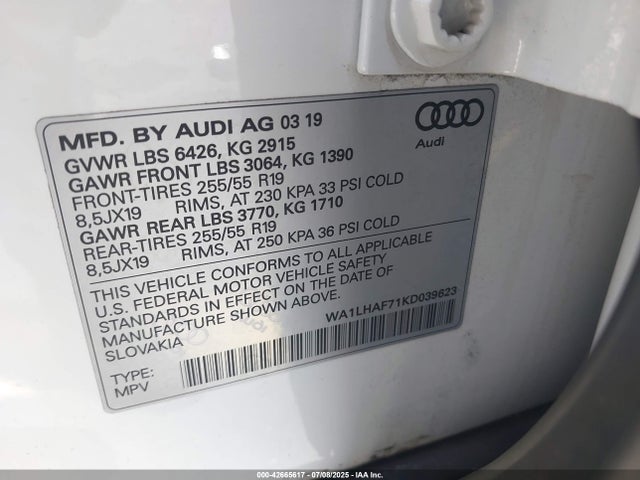 MFD. BY AUDI AG 03 19
GVWR LBS 6426, KG 2915
GAWR FRONT LBS 3064, KG 1390
FRONT-TIRES 255/55 R19
8,5JX19 RIMS, AT 230 KPA 33 PSI COLD
GAWR REAR LBS 3770, KG 1710
REAR-TIRES 255/55 R19
8,5JX19 RIMS, AT 250 KPA 36 PSI COLD
THIS VEHICLE CONFORMS TO ALL APPLICABLE
U.S. FEDERAL MOTOR VEHICLE SAFETY
STANDARDS IN EFFECT ON THE DATE OF
MANUFACTURE SHOWN ABOVE.
SLOVAKIA
WA1LHAF71KD039623
TYPE:
MPV
Audi
Audi
000-42665617 - 07/08/2025 - IAA Inc.